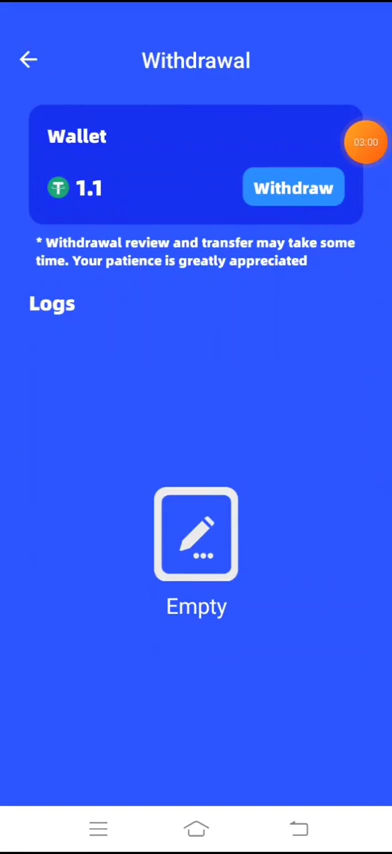 Withdrawal
Wallet
03:00
1.1
Withdraw
* Withdrawal review and transfer may take some
time. Your patience is greatly appreciated
Logs
Empty